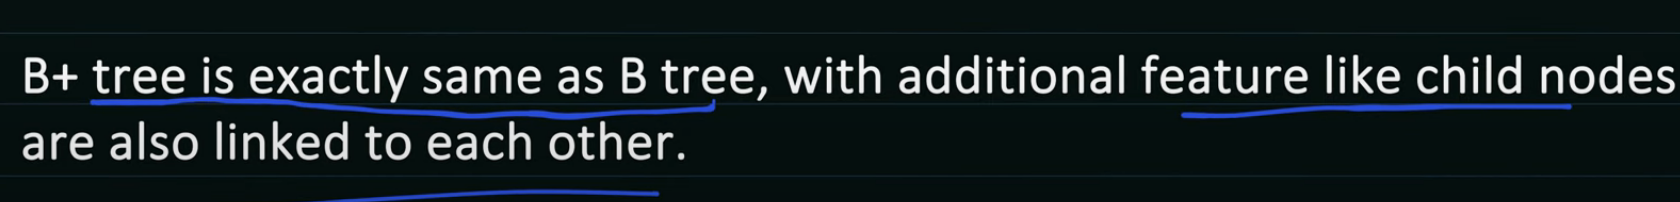 B+ tree is exactly same as B tree, with additional feature like child nodes
are also linked to each other.